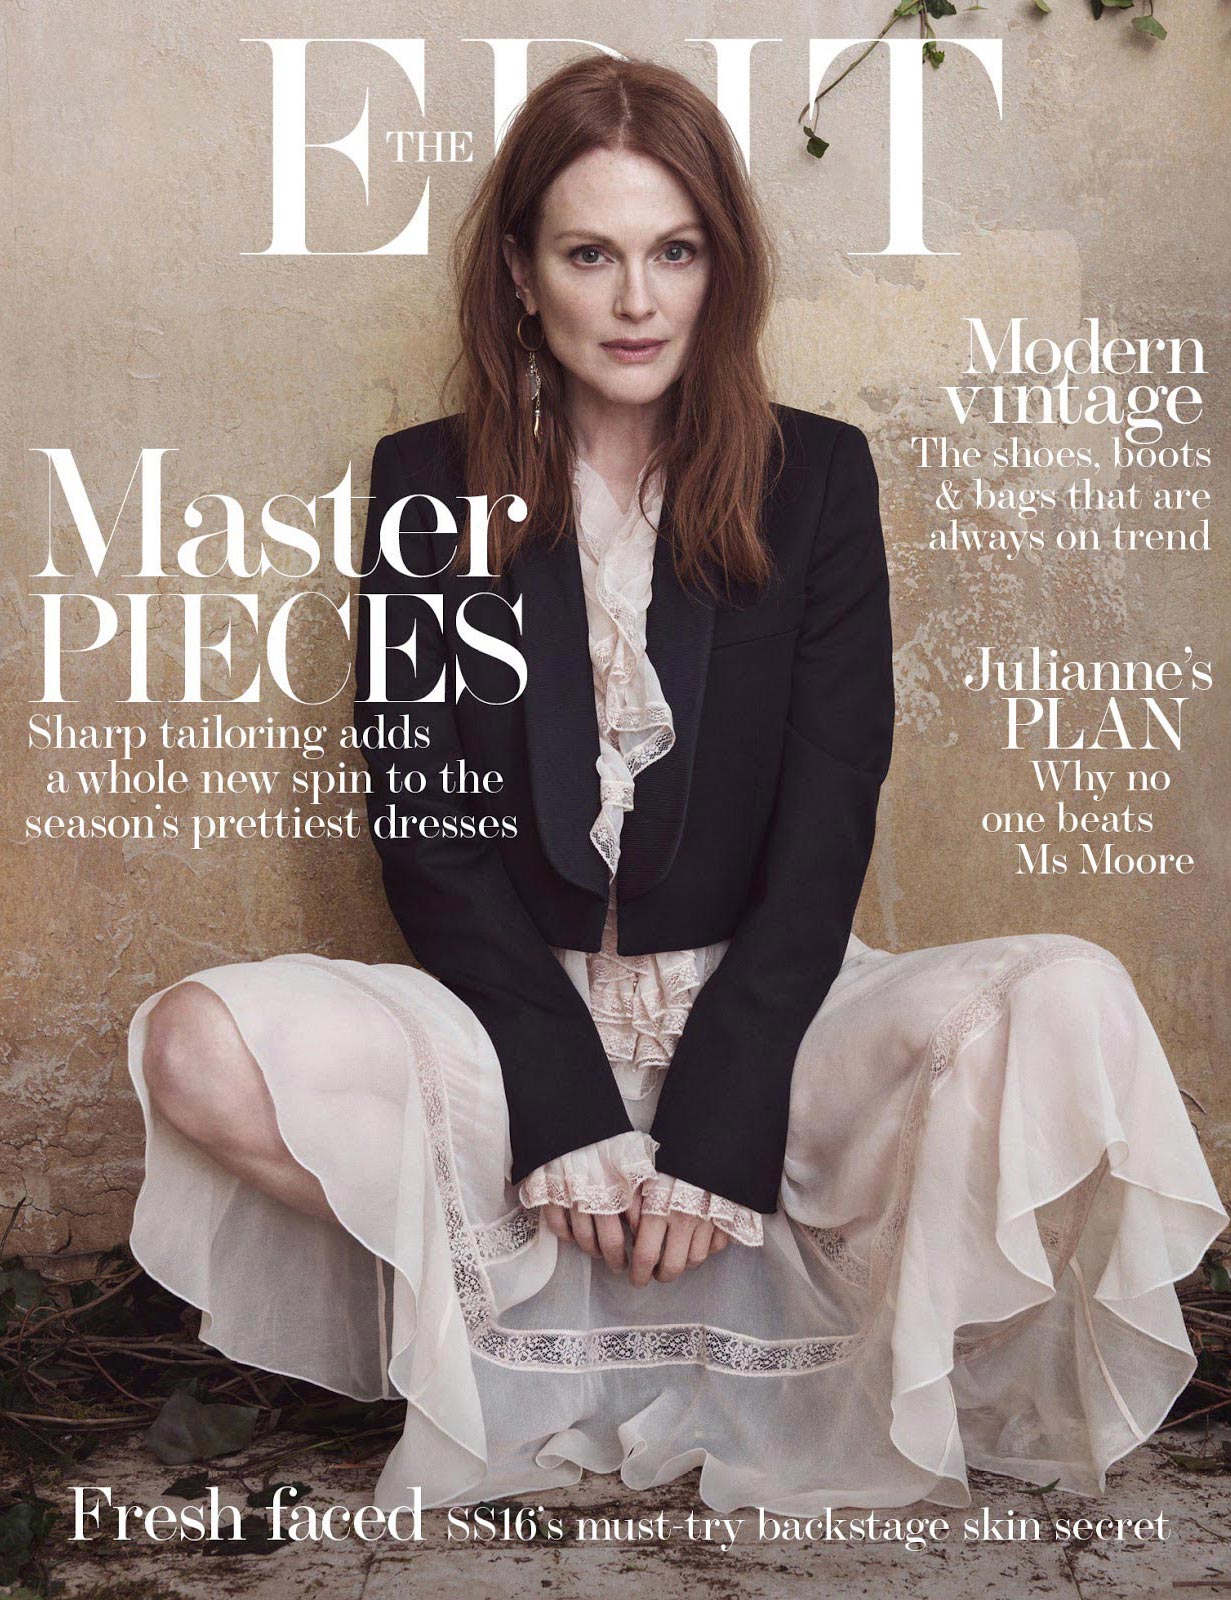 THE EDIT
Modern
vintage
The shoes, boots
& bags that are
always on trend
Master
PIECES
Sharp tailoring adds
a whole new spin to the
season's prettiest dresses
Julianne's
PLAN
Why no
one beats
Ms Moore
Fresh faced SS16's must-try backstage skin secret